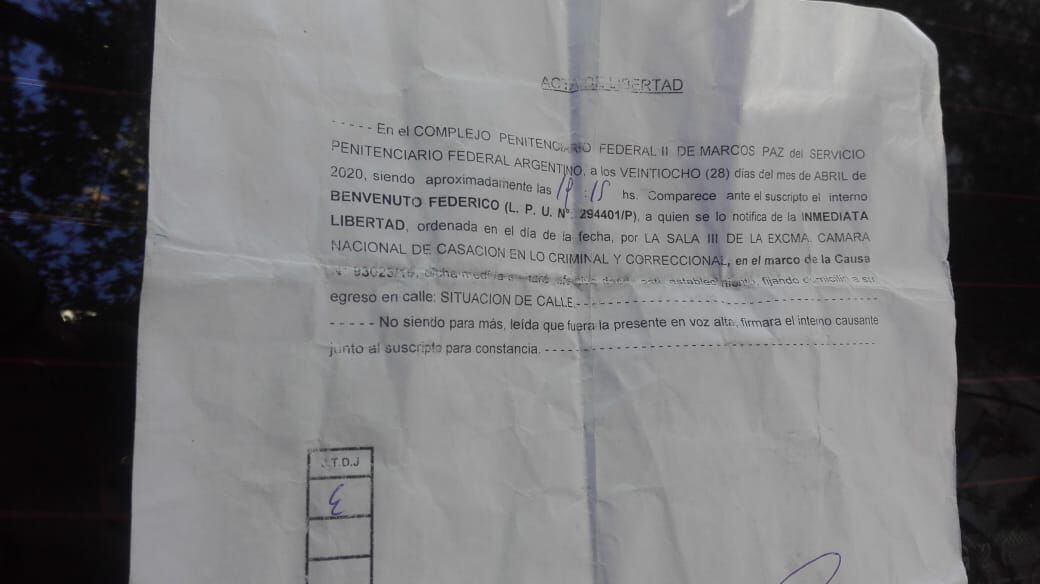 ACTA DE LIBERTAD
- - - - - En el COMPLEJO PENITENCIARIO FEDERAL II DE MARCOS PAZ del SERVICIO
PENITENCIARIO FEDERAL ARGENTINO, a los VEINTIOCHO (28) días del mes de ABRIL de
2020, siendo aproximadamente las :15 hs. Comparece ante el suscripto el interno
BENVENUTO FEDERICO (L. P. U. N°. 294401/P), a quien se lo notifica de la INMEDIATA
LIBERTAD, ordenada en el día de la fecha, por LA SALA III DE LA EXCMA. CAMARA
NACIONAL DE CASACION EN LO CRIMINAL Y CORRECCIONAL, en el marco de la Causa
N° dicha medida establecimiento, fijando domicilio a su
egreso en calle: SITUACION DE CALLE.- - - - - - - - - - - - - - - - - - - - - - - - - - - - - - - - - - - -
- - - - - No siendo para más, leída que fuera la presente en voz alta, firmara el interno causante
junto al suscripto para constancia. - - - - - - - - - - - - - - - - - - - - - - - - - - - - - - - - - - - - - - -
T.D.J